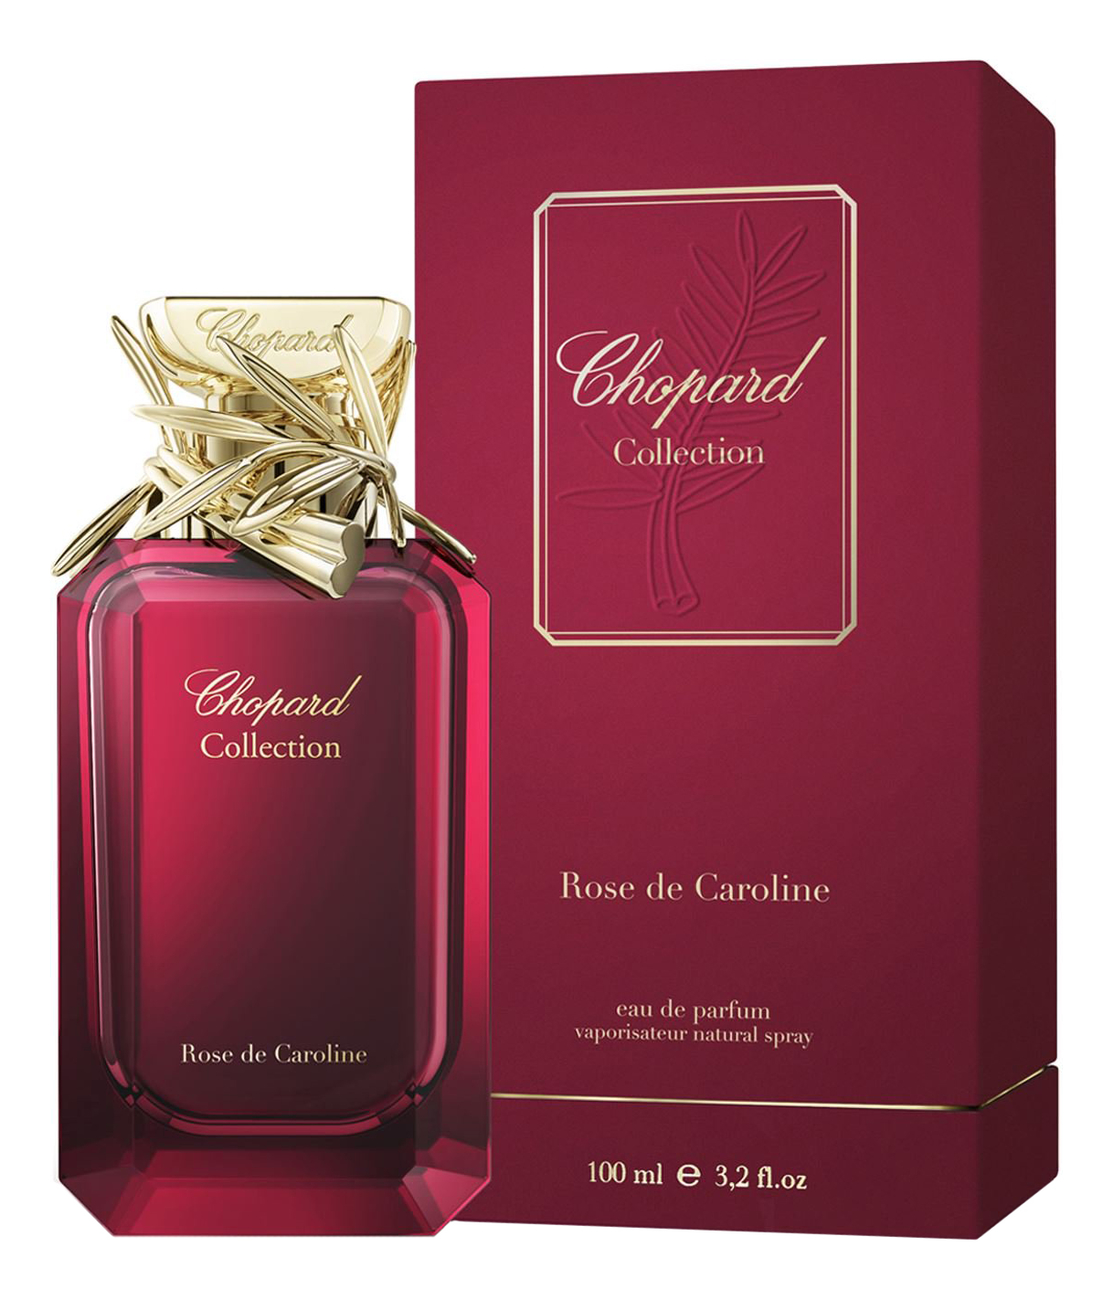 Chopard
Chopard
Collection
Rose de Caroline
Chopard
Collection
Rose de Caroline
eau de parfum
vaporisateur natural spray
100 ml ℮ 3,2 fl.oz